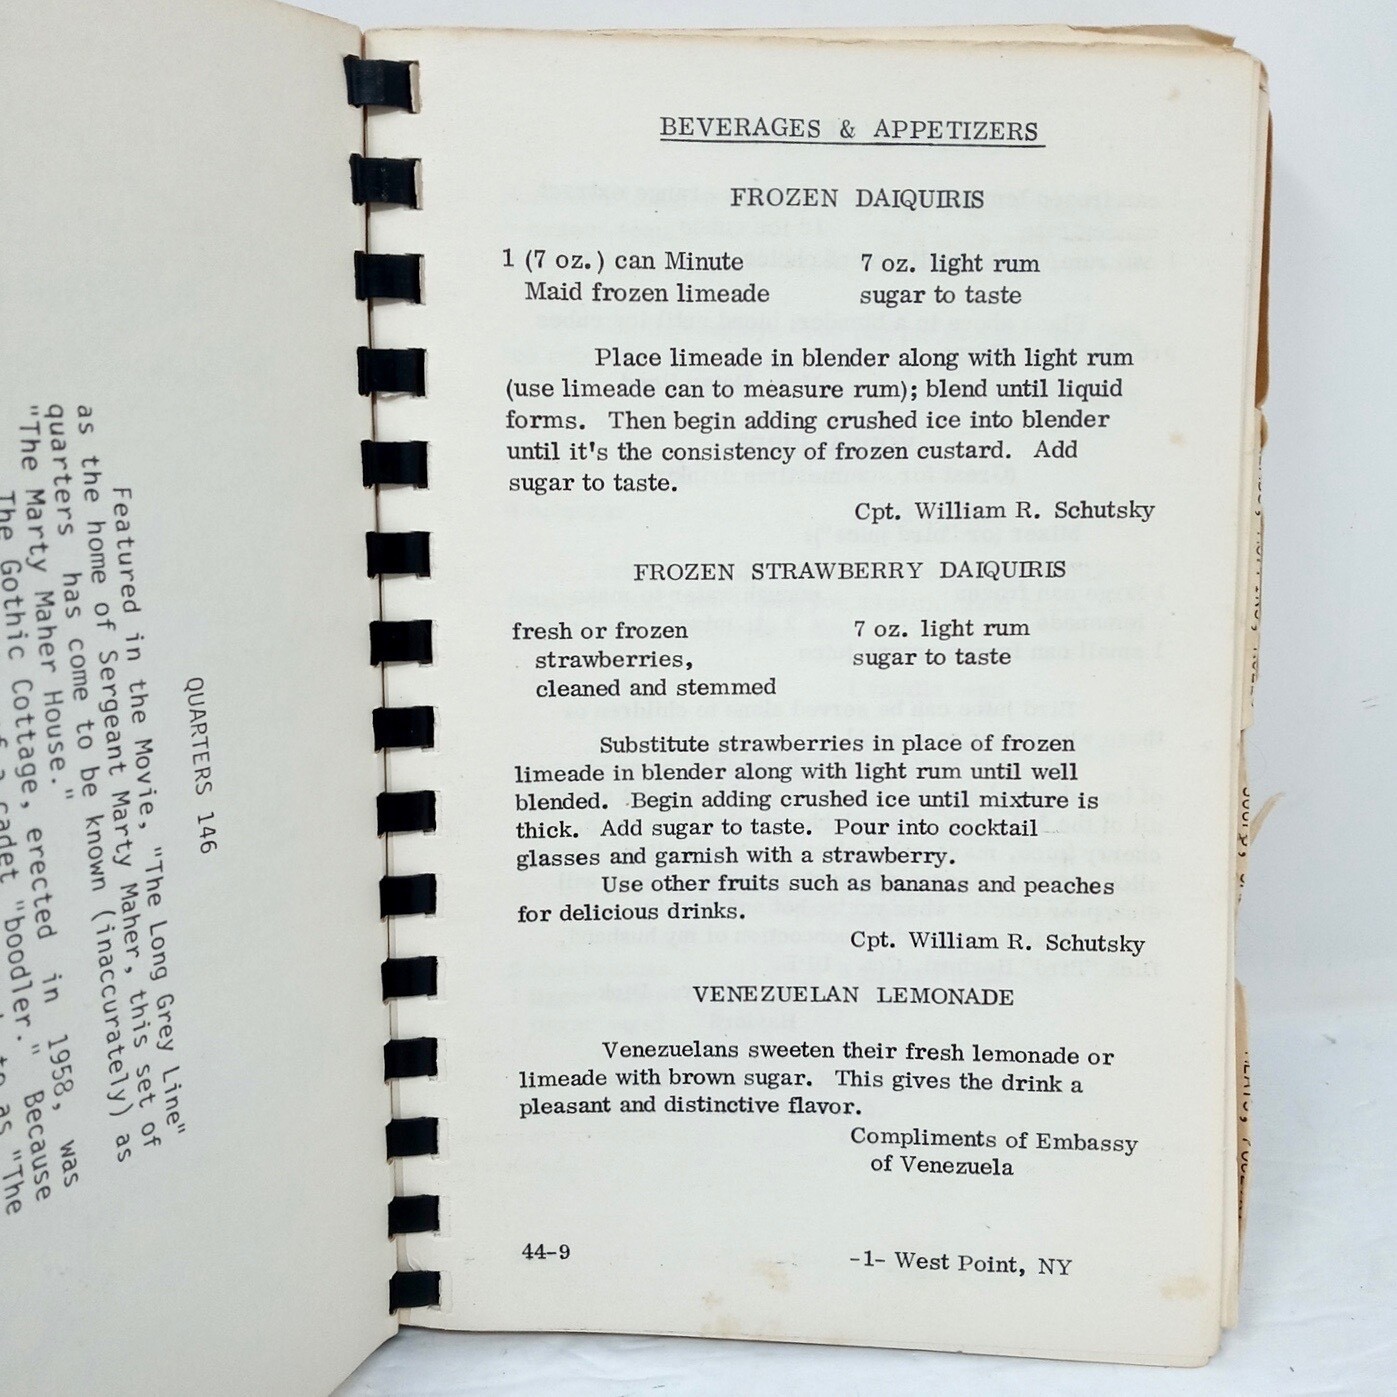 QUARTERS 146
Featured in the Movie, "The Long Grey Line"
as the home of Sergeant Marty Maher, this set of
quarters has come to be known (inaccurately) as
"The Marty Maher House."
The Gothic Cottage, erected in 1958, was
cadet "boodler." Because
to as "The
BEVERAGES & APPETIZERS
FROZEN DAIQUIRIS
1 (7 oz.) can Minute 7 oz. light rum
Maid frozen limeade sugar to taste
Place limeade in blender along with light rum
(use limeade can to measure rum); blend until liquid
forms. Then begin adding crushed ice into blender
until it's the consistency of frozen custard. Add
sugar to taste.
Cpt. William R. Schutsky
FROZEN STRAWBERRY DAIQUIRIS
fresh or frozen 7 oz. light rum
strawberries, sugar to taste
cleaned and stemmed
Substitute strawberries in place of frozen
limeade in blender along with light rum until well
blended. Begin adding crushed ice until mixture is
thick. Add sugar to taste. Pour into cocktail
glasses and garnish with a strawberry.
Use other fruits such as bananas and peaches
for delicious drinks.
Cpt. William R. Schutsky
VENEZUELAN LEMONADE
Venezuelans sweeten their fresh lemonade or
limeade with brown sugar. This gives the drink a
pleasant and distinctive flavor.
Compliments of Embassy
of Venezuela
44-9 -1- West Point, NY